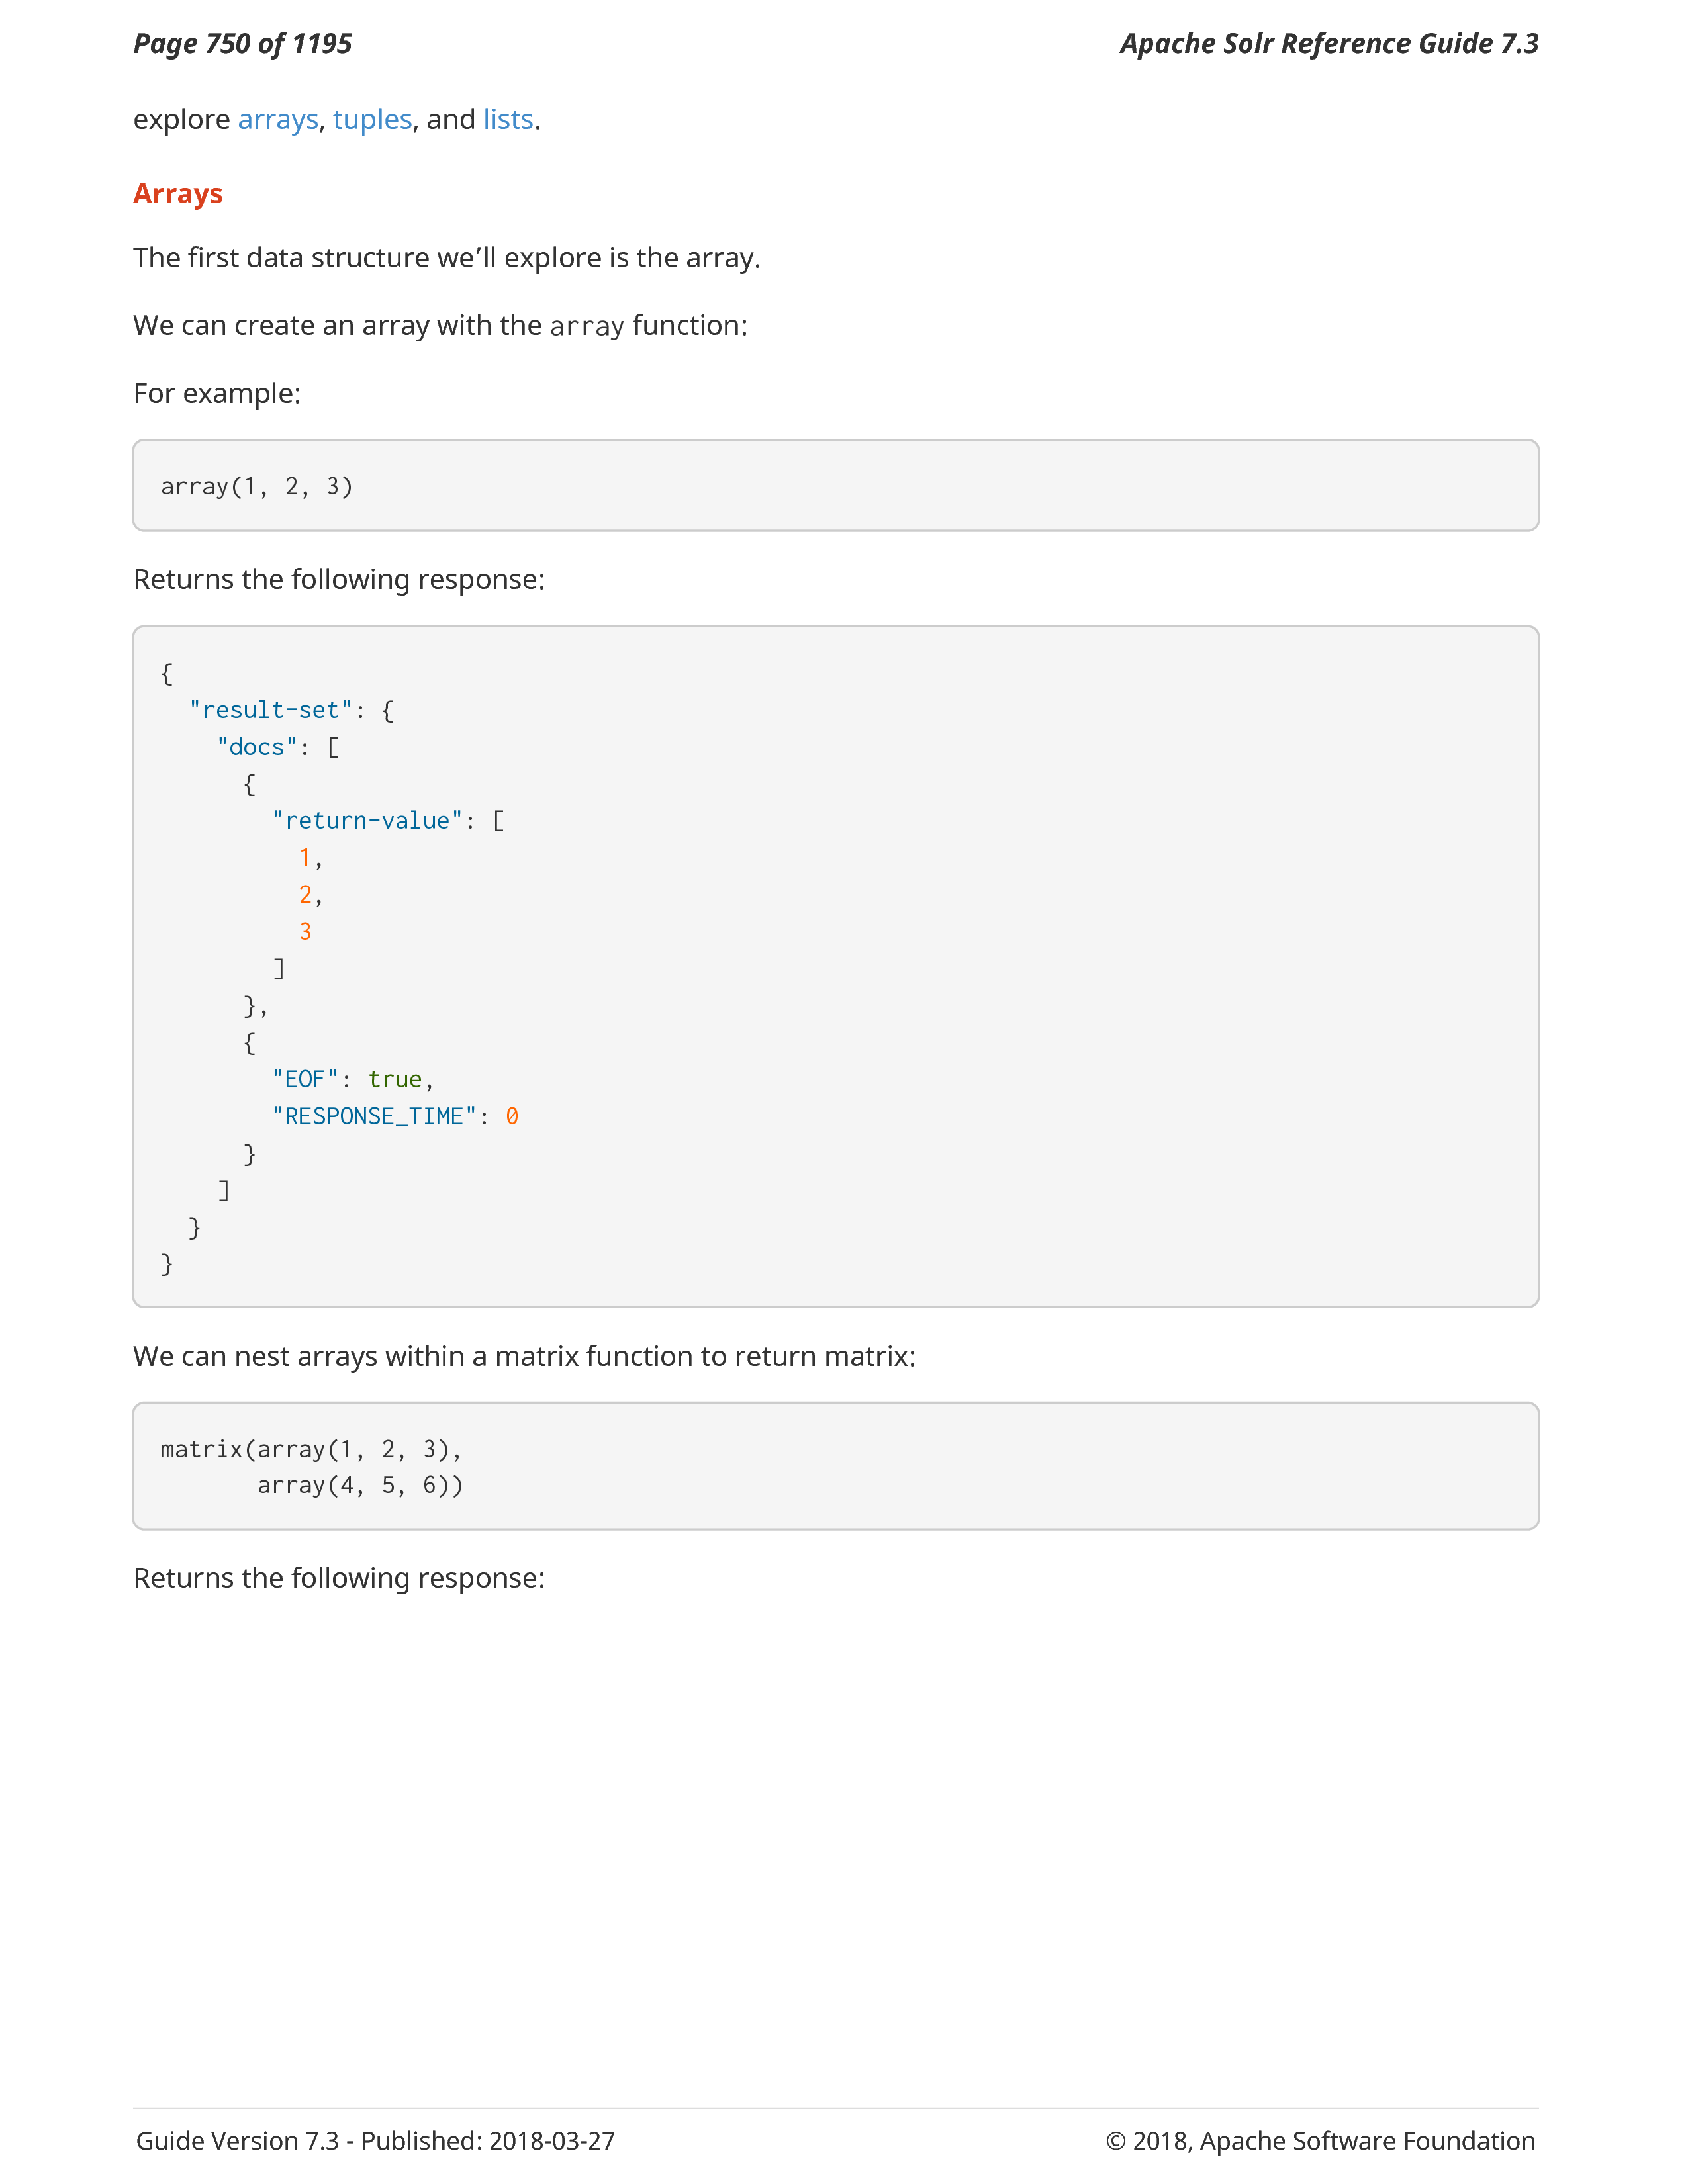 Page 750 of 1195
Apache Solr Reference Guide 7.3
explore arrays, tuples, and lists.
Arrays
The first data structure we’ll explore is the array.
We can create an array with the array function:
For example:
array(1, 2, 3)
Returns the following response:
{
  "result-set": {
    "docs": [
      {
        "return-value": [
          1,
          2,
          3
        ]
      },
      {
        "EOF": true,
        "RESPONSE_TIME": 0
      }
    ]
  }
}
We can nest arrays within a matrix function to return matrix:
matrix(array(1, 2, 3),
       array(4, 5, 6))
Returns the following response:
Guide Version 7.3 - Published: 2018-03-27
© 2018, Apache Software Foundation